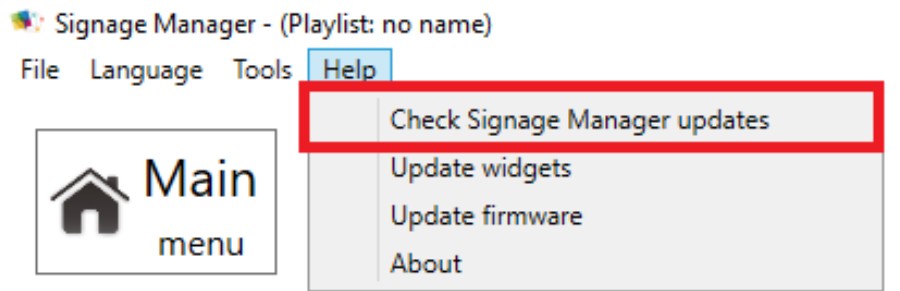 Signage Manager - (Playlist: no name)
File Language Tools Help
Check Signage Manager updates
Update widgets
Update firmware
About
Main
menu